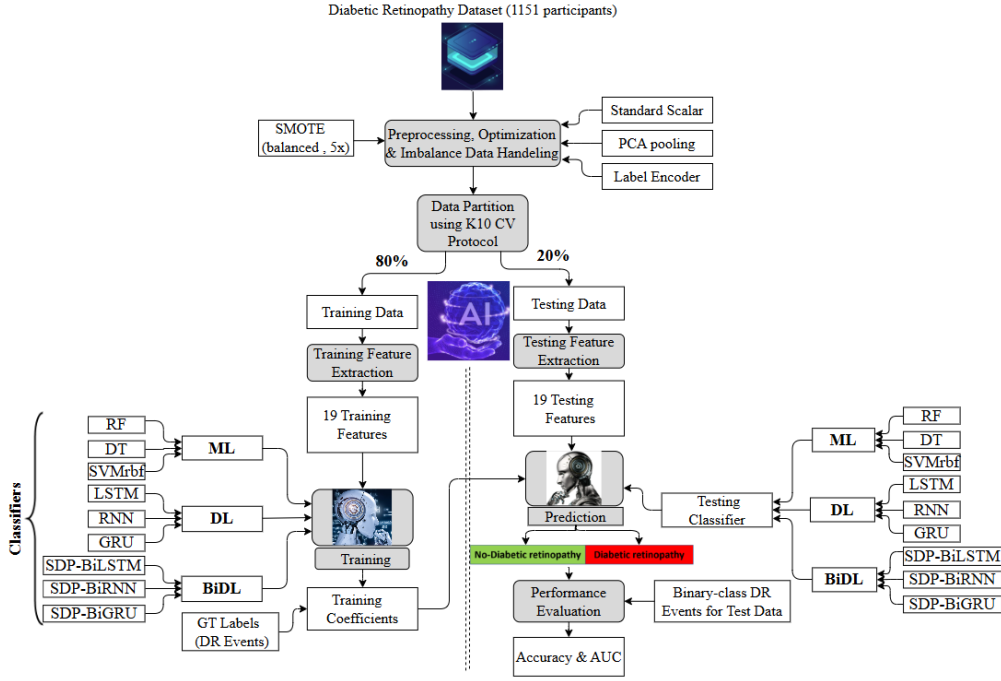 Diabetic Retinopathy Dataset (1151 participants)
SMOTE
(balanced , 5x)
Preprocessing, Optimization
& Imbalance Data Handeling
Standard Scalar
PCA pooling
Label Encoder
Data Partition
using K10 CV
Protocol
80%
20%
Training Data
AI
Testing Data
Training Feature
Extraction
Testing Feature
Extraction
19 Training
Features
19 Testing
Features
Classifiers
RF
DT
SVMrbf
ML
LSTM
RNN
GRU
DL
SDP-BiLSTM
SDP-BiRNN
SDP-BiGRU
BiDL
Training
GT Labels
(DR Events)
Training
Coefficients
Prediction
No-Diabetic retinopathy
Diabetic retinopathy
Performance
Evaluation
Binary-class DR
Events for Test Data
Accuracy & AUC
Testing
Classifier
ML
RF
DT
SVMrbf
DL
LSTM
RNN
GRU
BiDL
SDP-BiLSTM
SDP-BiRNN
SDP-BiGRU